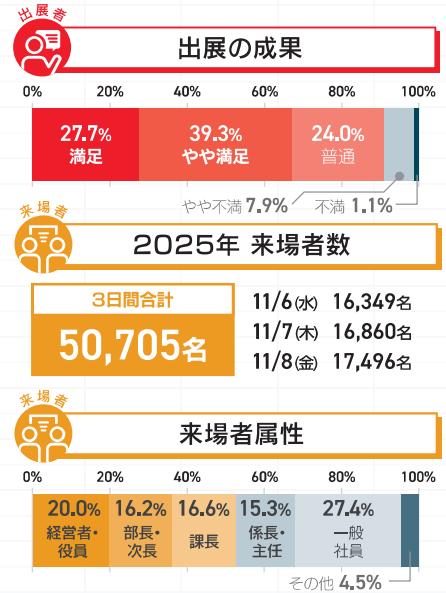 出展者
出展の成果
0% 20% 40% 60% 80% 100%
27.7% 39.3% 24.0%
満足 やや満足 普通
やや不満 7.9% 不満 1.1%
来場者
2025年 来場者数
3日間合計
50,705名
11/6(水) 16,349名
11/7(木) 16,860名
11/8(金) 17,496名
来場者
来場者属性
0% 20% 40% 60% 80% 100%
20.0% 16.2% 16.6% 15.3% 27.4%
経営者・ 部長・ 課長 係長・ 一般
役員 次長 主任 社員
その他 4.5%